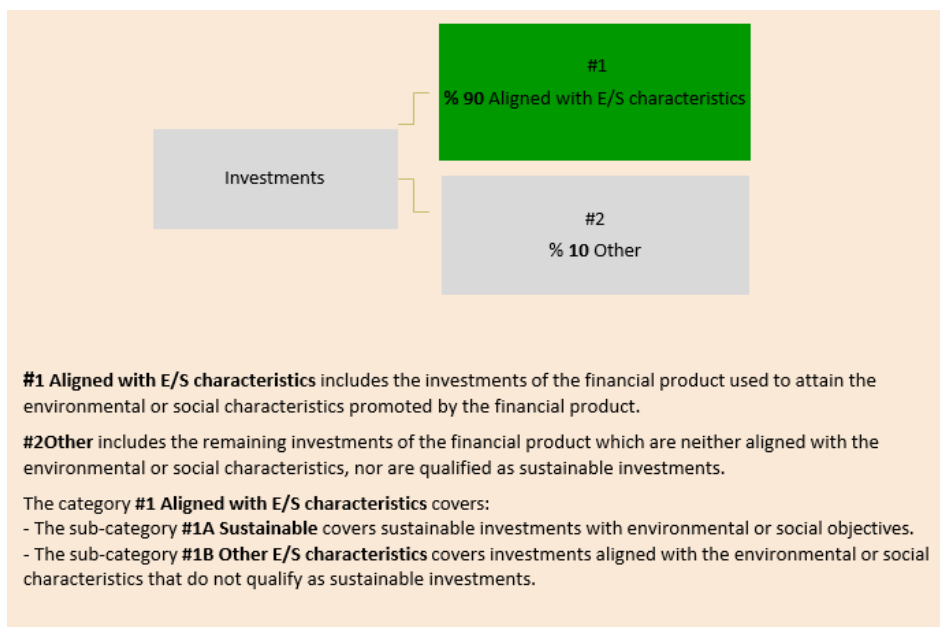 #1
% 90 Aligned with E/S characteristics
Investments
#2
% 10 Other
#1 Aligned with E/S characteristics includes the investments of the financial product used to attain the
environmental or social characteristics promoted by the financial product.
#2Other includes the remaining investments of the financial product which are neither aligned with the
environmental or social characteristics, nor are qualified as sustainable investments.
The category #1 Aligned with E/S characteristics covers:
- The sub-category #1A Sustainable covers sustainable investments with environmental or social objectives.
- The sub-category #1B Other E/S characteristics covers investments aligned with the environmental or social
characteristics that do not qualify as sustainable investments.